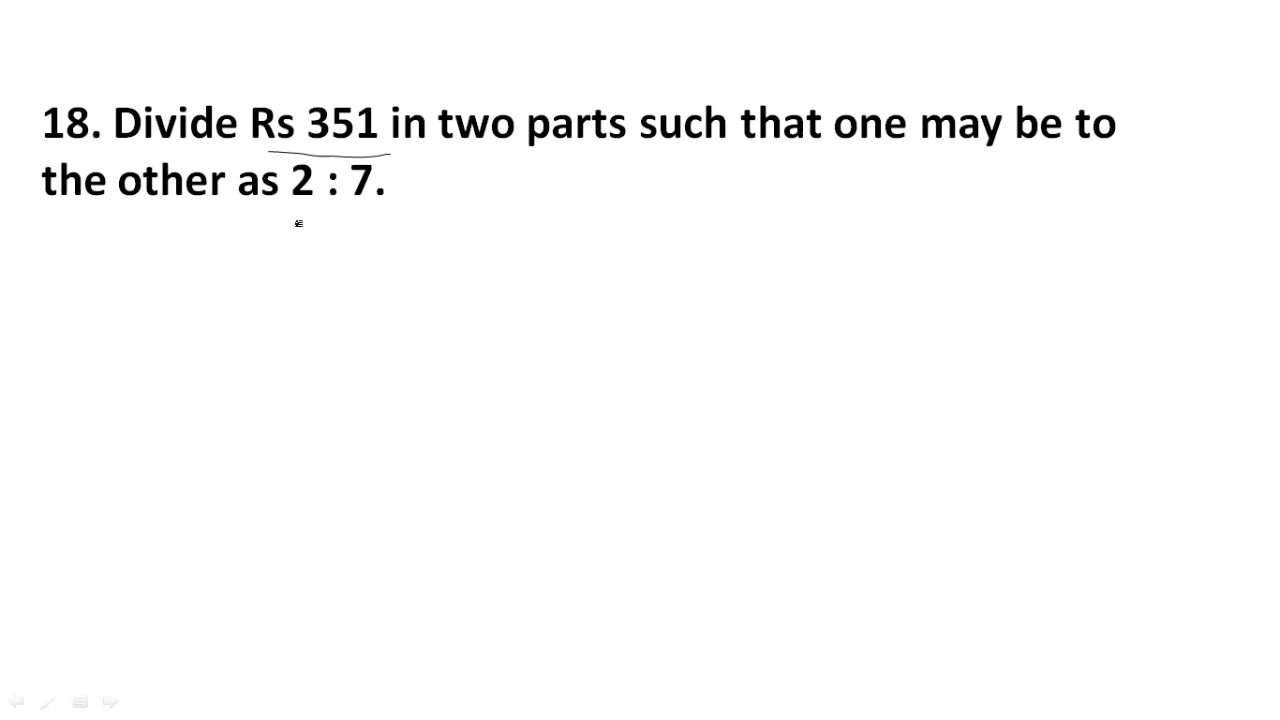 18. Divide Rs 351 in two parts such that one may be to
the other as 2 : 7.